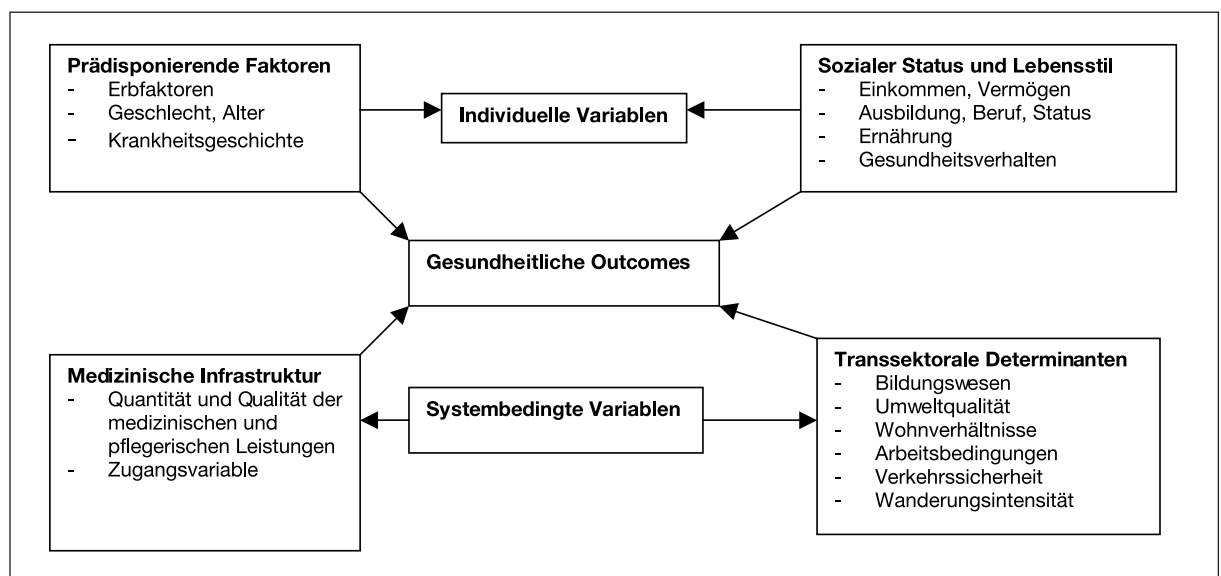 Prädisponierende Faktoren
- Erbfaktoren
- Geschlecht, Alter
- Krankheitsgeschichte
Individuelle Variablen
Sozialer Status und Lebensstil
- Einkommen, Vermögen
- Ausbildung, Beruf, Status
- Ernährung
- Gesundheitsverhalten
Gesundheitliche Outcomes
Medizinische Infrastruktur
- Quantität und Qualität der
medizinischen und
pflegerischen Leistungen
- Zugangsvariable
Systembedingte Variablen
Transsektorale Determinanten
- Bildungswesen
- Umweltqualität
- Wohnverhältnisse
- Arbeitsbedingungen
- Verkehrssicherheit
- Wanderungsintensität